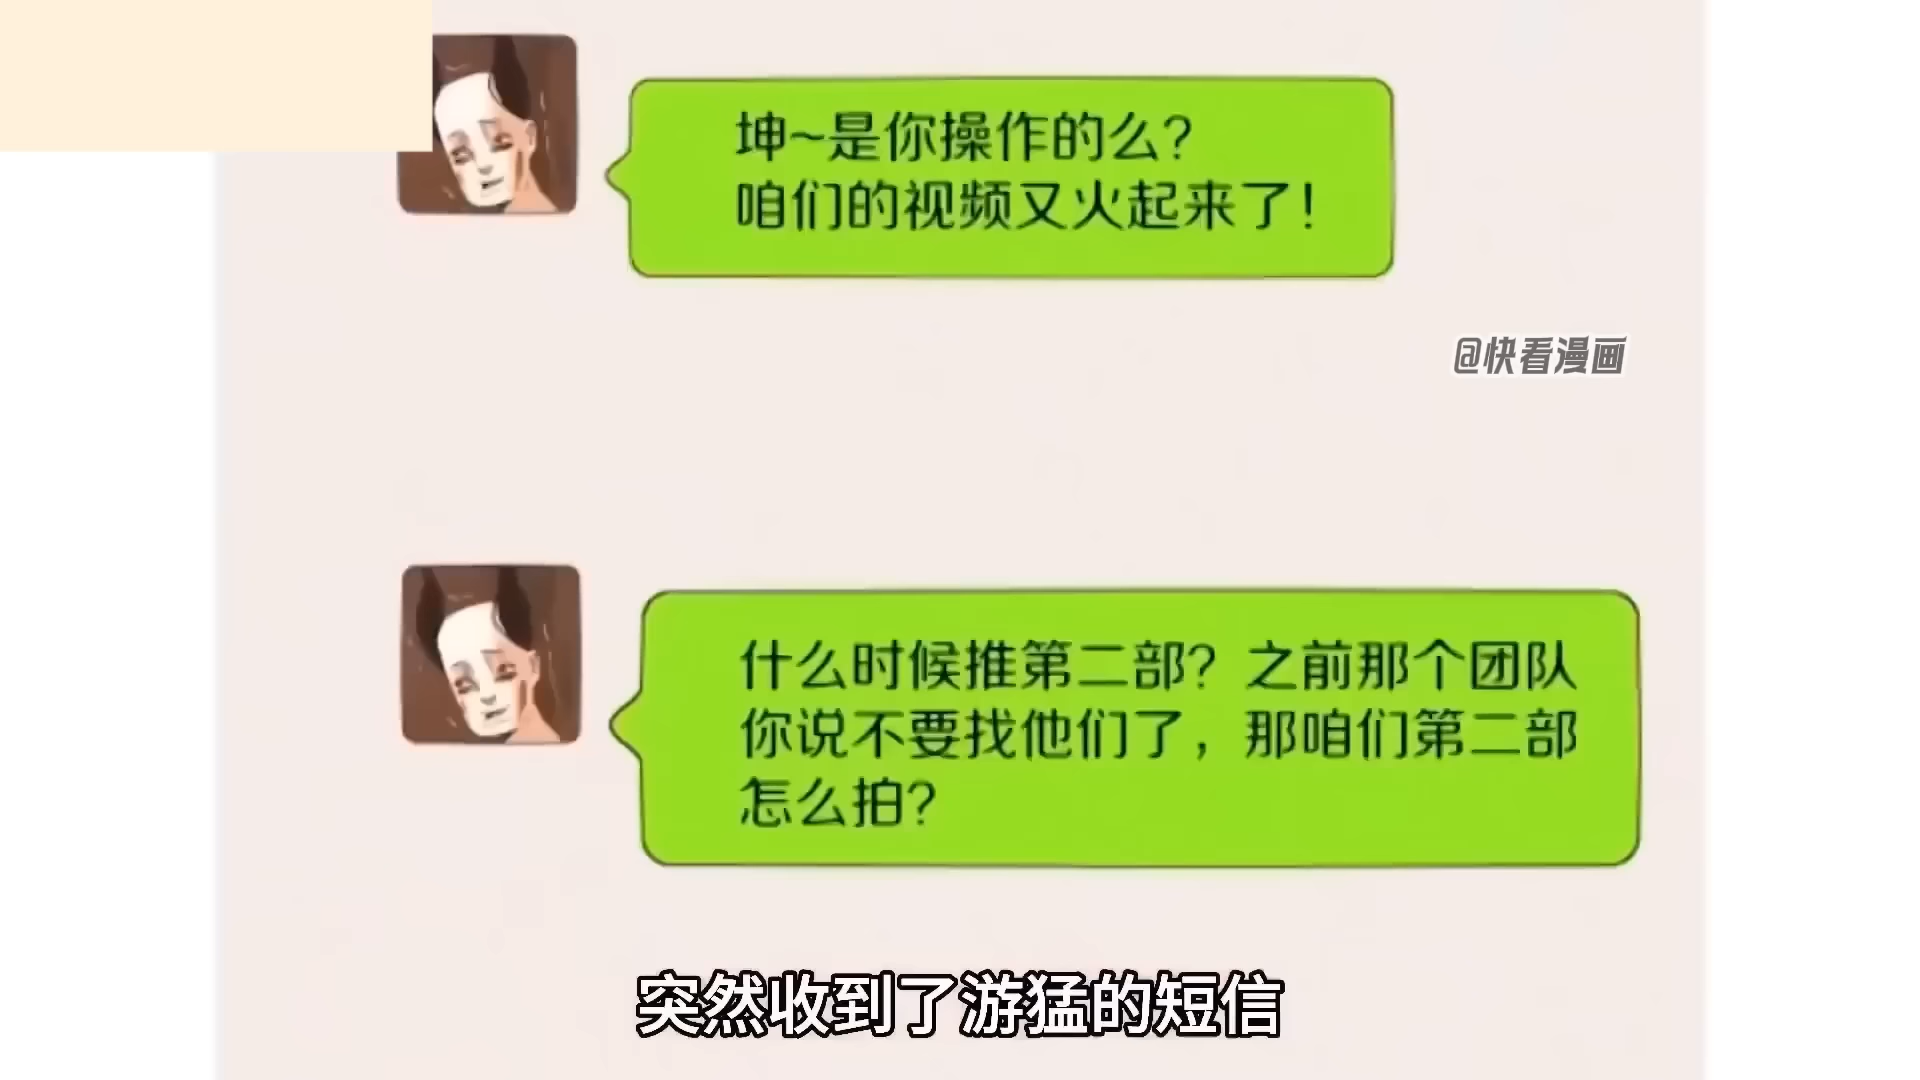 坤~是你操作的么?
咱们的视频又火起来了!
@快看漫画
什么时候推第二部?之前那个团队
你说不要找他们了,那咱们第二部
怎么拍?
突然收到了游猛的短信